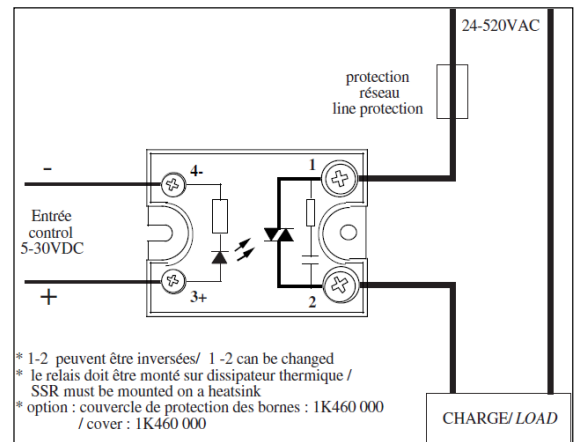 24-520VAC
protection
réseau
line protection
-
4-
1
Entrée
control
5-30VDC
+
3+
2
* 1-2 peuvent être inversées/ 1 -2 can be changed
* le relais doit être monté sur dissipateur thermique /
SSR must be mounted on a heatsink
* option : couvercle de protection des bornes : 1K460 000
/ cover : 1K460 000
CHARGE/ LOAD